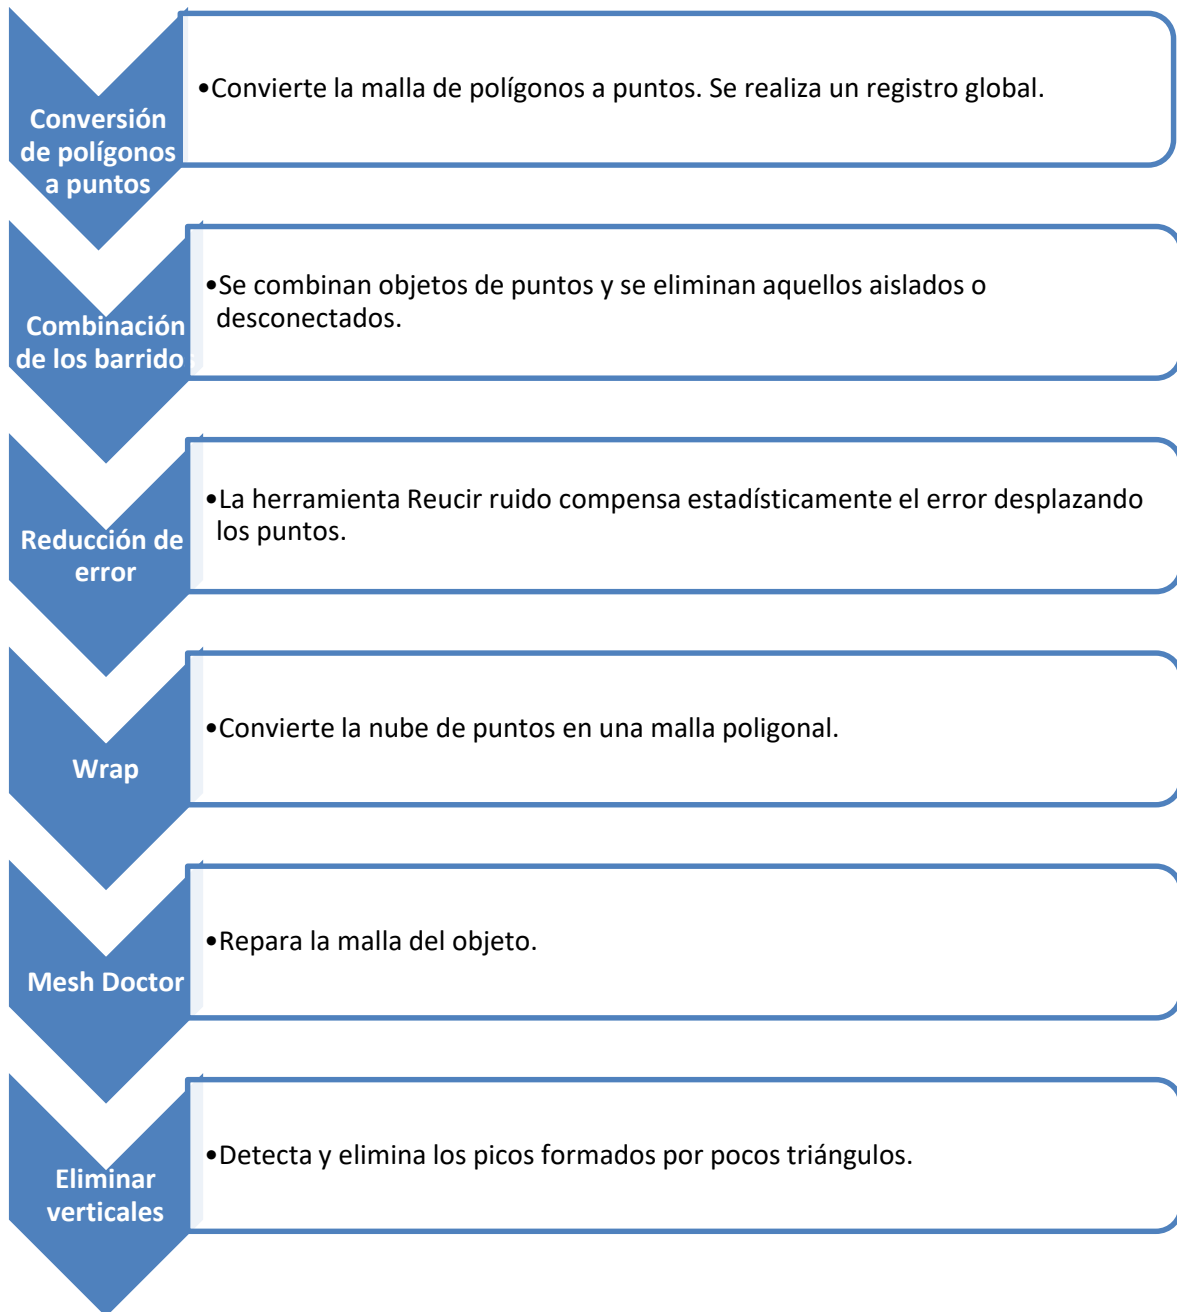 Conversión
de polígonos
a puntos
•Convierte la malla de polígonos a puntos. Se realiza un registro global.
Combinación
de los barrido
•Se combinan objetos de puntos y se eliminan aquellos aislados o
desconectados.
Reducción de
error
•La herramienta Reucir ruido compensa estadísticamente el error desplazando
los puntos.
Wrap
•Convierte la nube de puntos en una malla poligonal.
Mesh Doctor
•Repara la malla del objeto.
Eliminar
verticales
•Detecta y elimina los picos formados por pocos triángulos.